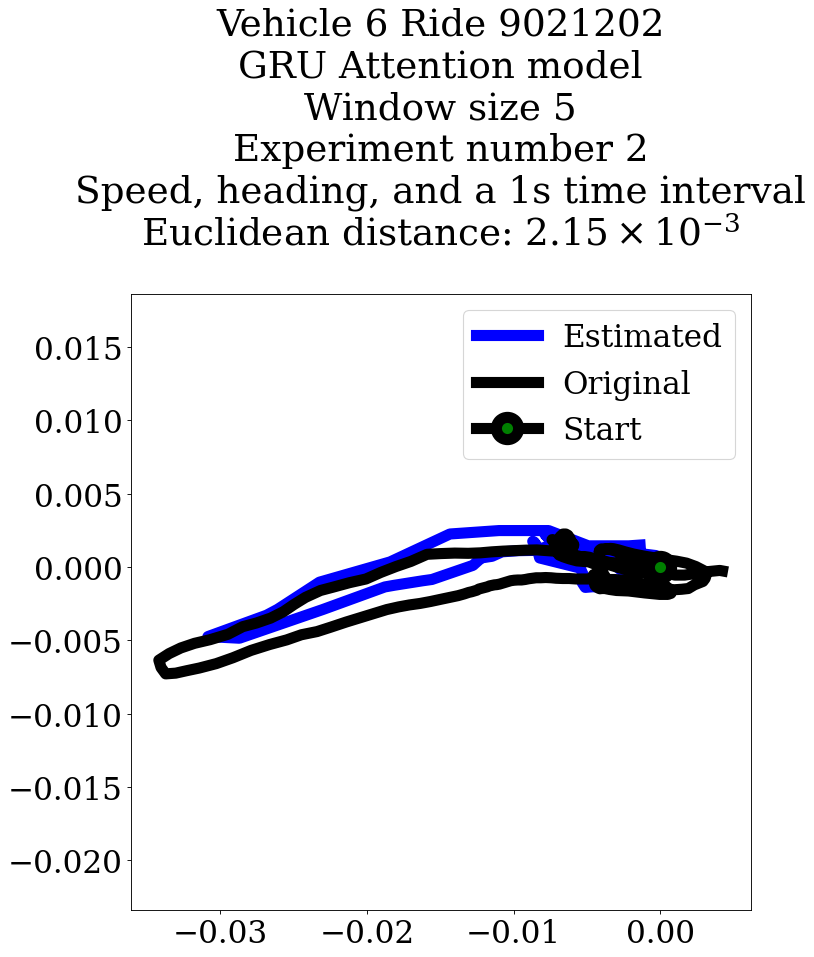 Vehicle 6 Ride 9021202
GRU Attention model
Window size 5
Experiment number 2
Speed, heading, and a 1s time interval
Euclidean distance: 2.15 × 10⁻³
Estimated
Original
Start
0.015
0.010
0.005
0.000
−0.005
−0.010
−0.015
−0.020
−0.03 −0.02 −0.01 0.00